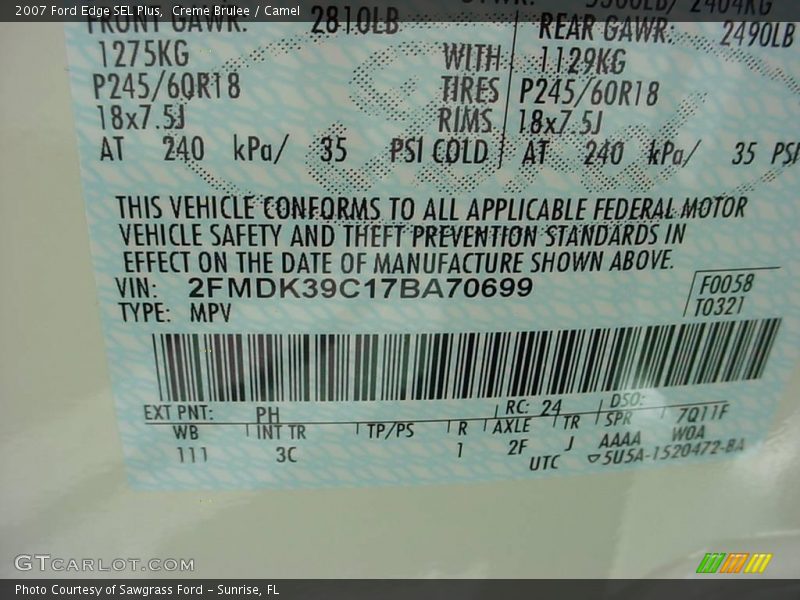 2007 Ford Edge SEL Plus,  Creme Brulee / Camel
FRONT GAWR: 2810LB REAR GAWR: 2490LB
1275KG WITH 1129KG
P245/60R18 TIRES P245/60R18
18x7.5J RIMS 18x7.5J
AT 240 kPa/ 35 PSI COLD AT 240 kPa/ 35 PSI
THIS VEHICLE CONFORMS TO ALL APPLICABLE FEDERAL MOTOR
VEHICLE SAFETY AND THEFT PREVENTION STANDARDS IN
EFFECT ON THE DATE OF MANUFACTURE SHOWN ABOVE.
VIN: 2FMDK39C17BA70699 F0058
TYPE: MPV T0321
EXT PNT: PH RC: 24 DSO:
WB INT TR TP/PS R AXLE TR SPR 7Q11F
111 3C 1 2F J AAAA W0A
UTC 5U5A-1520472-BA
GTCARLOT.COM
Photo Courtesy of Sawgrass Ford – Sunrise, FL